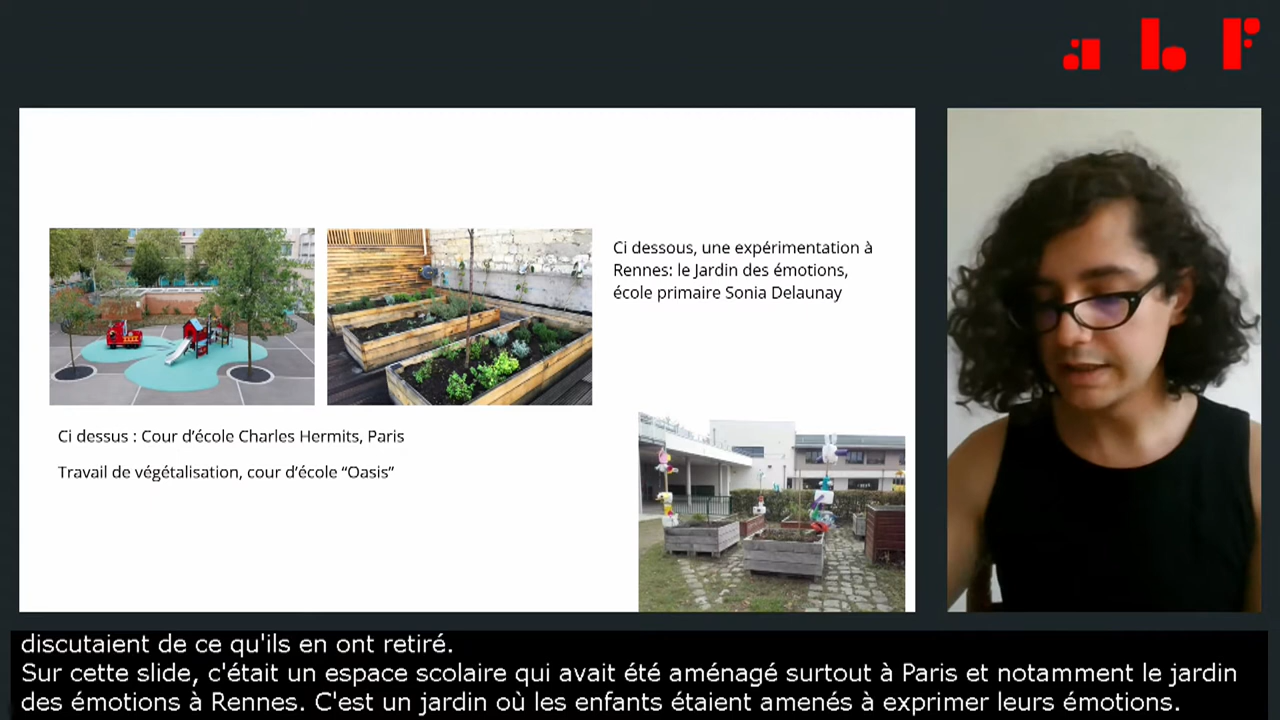 abf
Ci dessous, une expérimentation à
Rennes: le Jardin des émotions,
école primaire Sonia Delaunay
Ci dessus : Cour d’école Charles Hermits, Paris
Travail de végétalisation, cour d’école “Oasis”
discutaient de ce qu'ils en ont retiré.
Sur cette slide, c'était un espace scolaire qui avait été aménagé surtout à Paris et notamment le jardin
des émotions à Rennes. C'est un jardin où les enfants étaient amenés à exprimer leurs émotions.